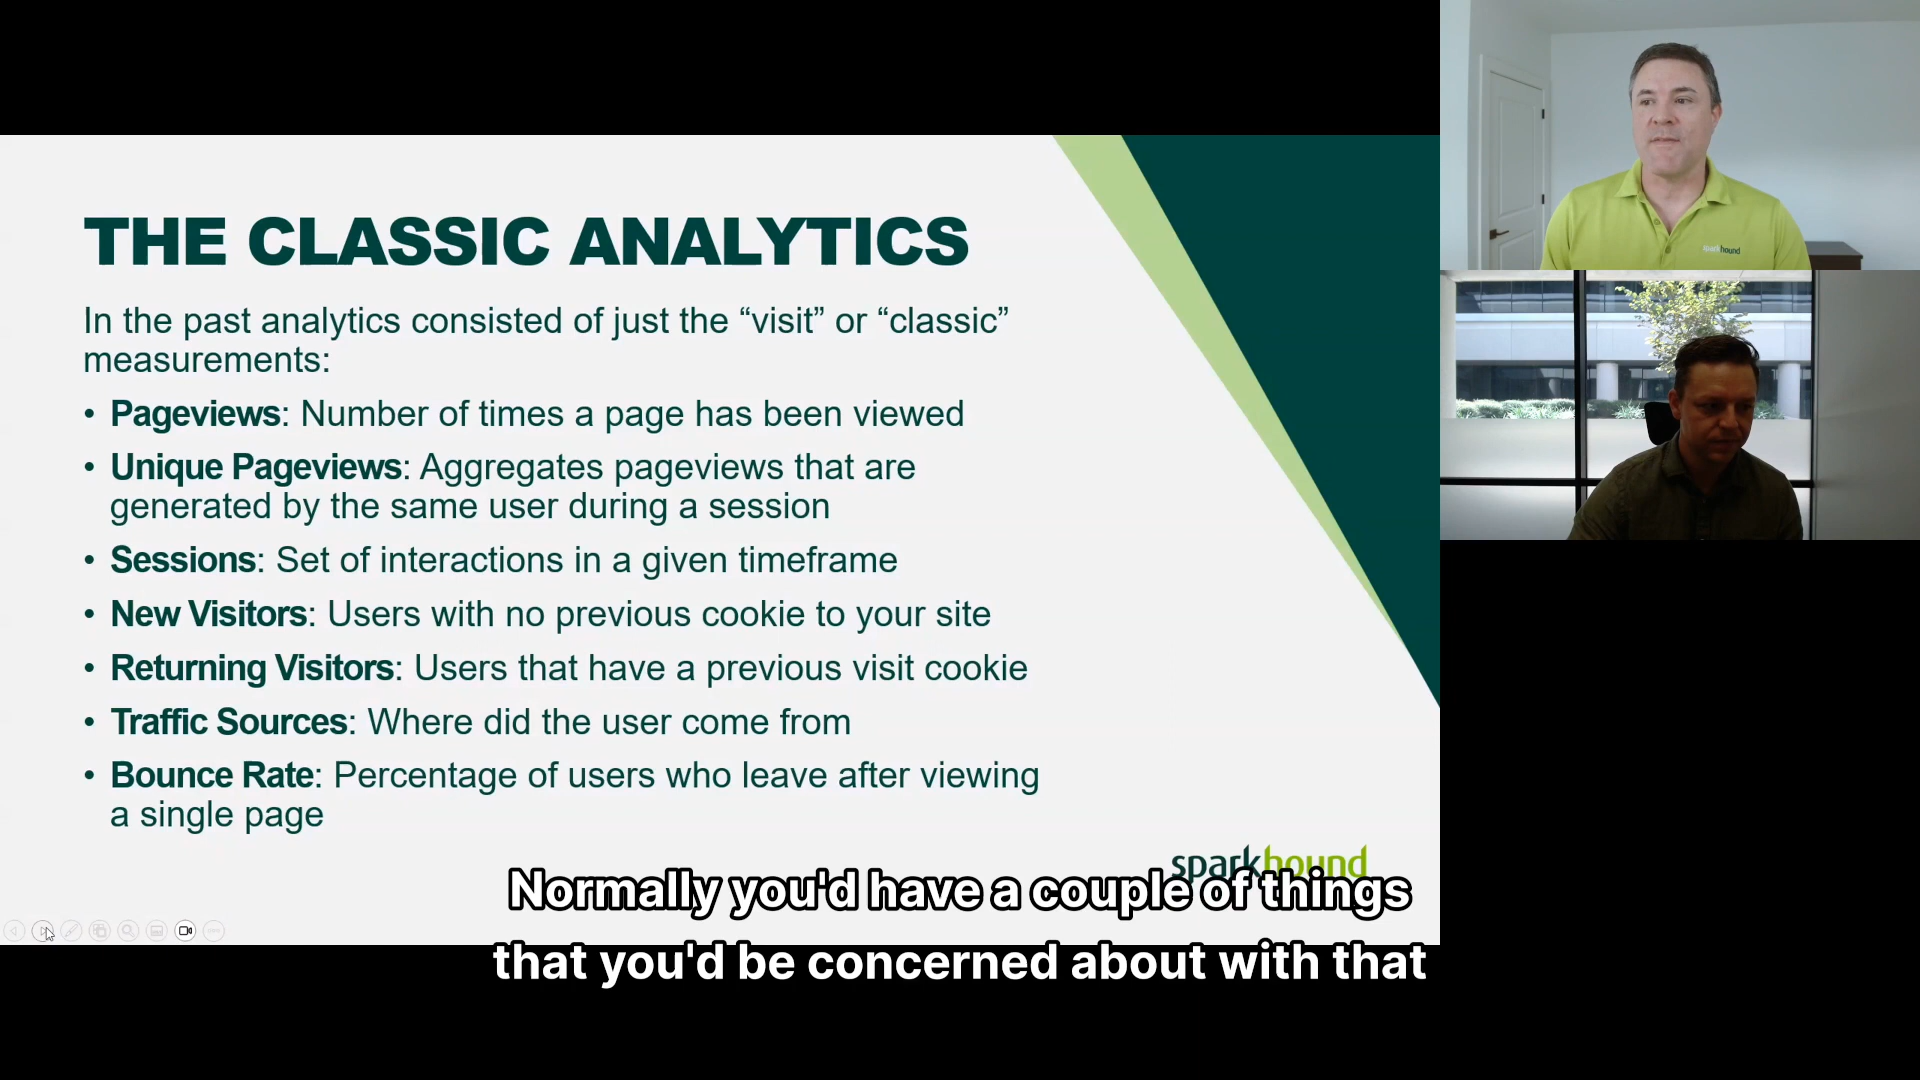 THE CLASSIC ANALYTICS
In the past analytics consisted of just the “visit” or “classic”
measurements:
• Pageviews: Number of times a page has been viewed
• Unique Pageviews: Aggregates pageviews that are
generated by the same user during a session
• Sessions: Set of interactions in a given timeframe
• New Visitors: Users with no previous cookie to your site
• Returning Visitors: Users that have a previous visit cookie
• Traffic Sources: Where did the user come from
• Bounce Rate: Percentage of users who leave after viewing
a single page
sparkhound
Normally you'd have a couple of things
that you'd be concerned about with that
sparkhound